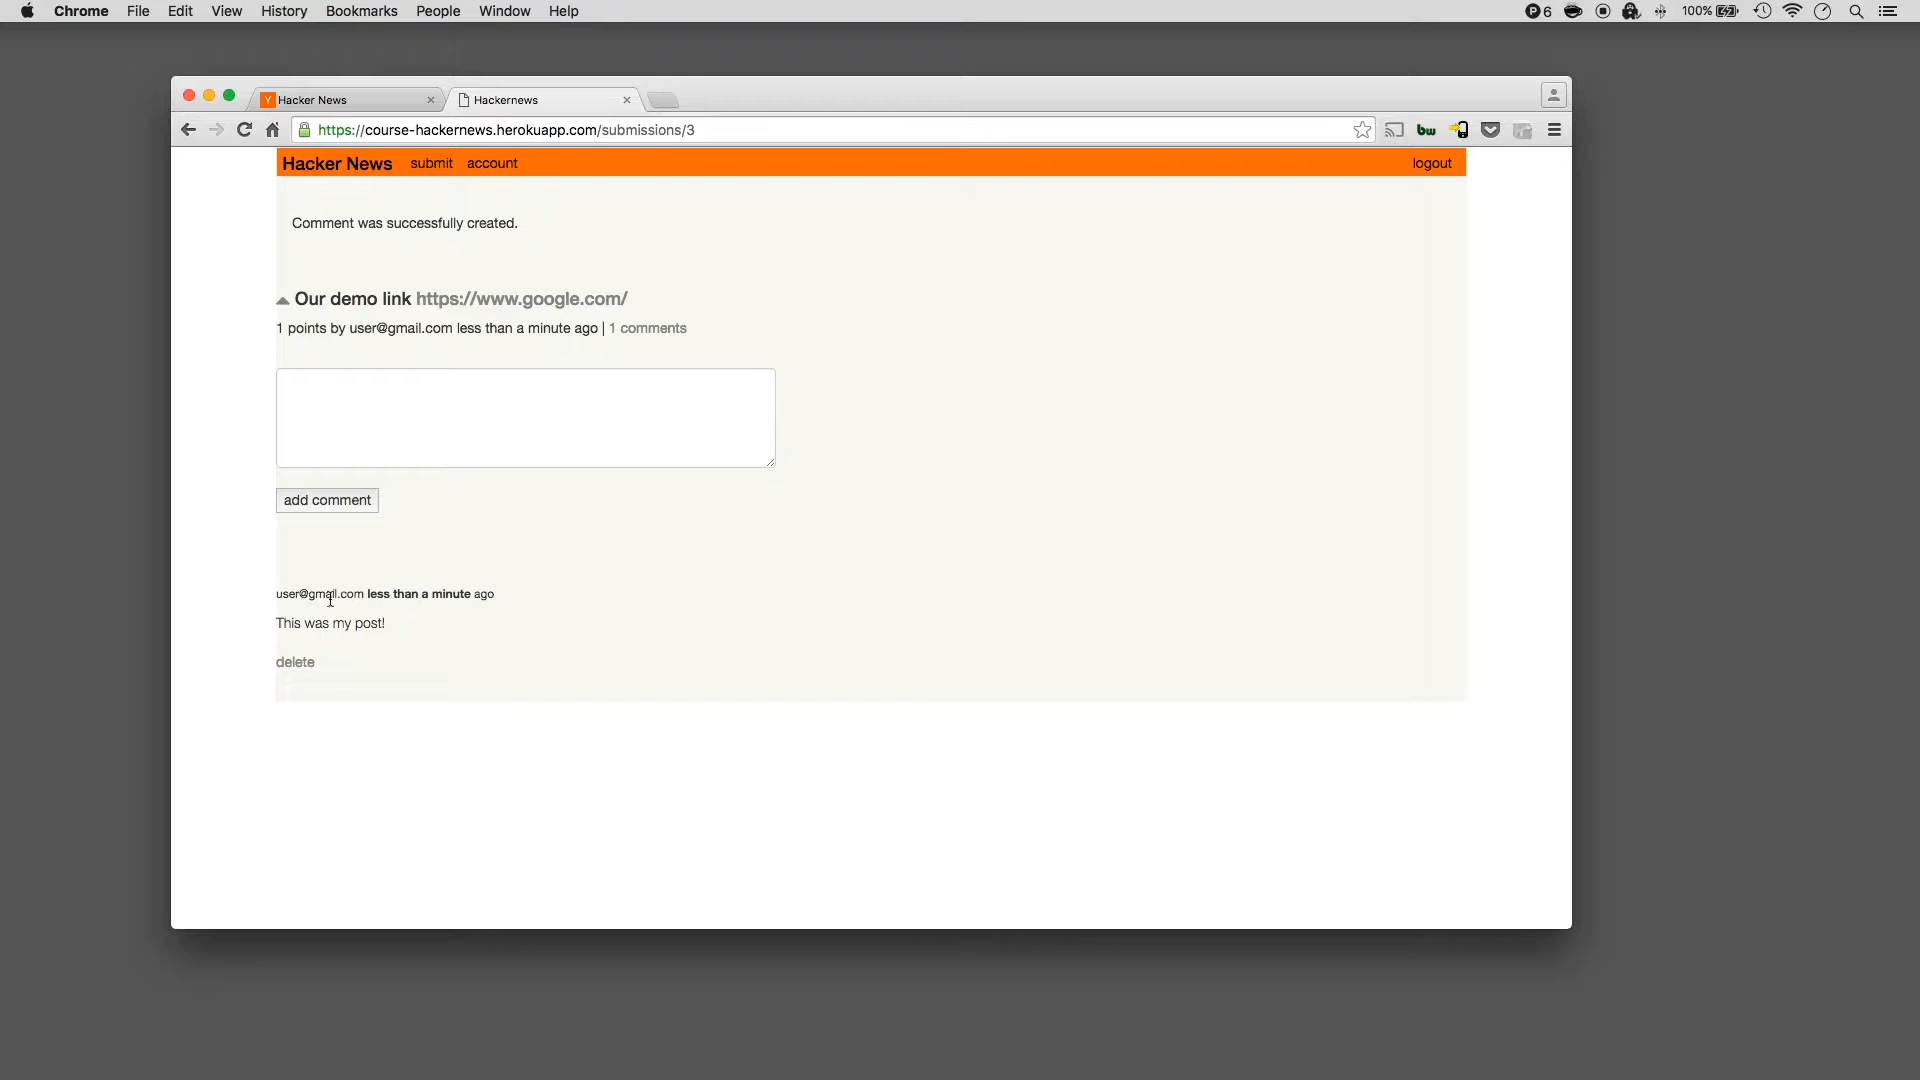 Chrome File Edit View History Bookmarks People Window Help 6 100%
Hacker News Hackernews
https://course-hackernews.herokuapp.com/submissions/3 bw
Hacker News submit account logout
Comment was successfully created.
Our demo link https://www.google.com/
1 points by user@gmail.com less than a minute ago | 1 comments
add comment
user@gmail.com less than a minute ago
This was my post!
delete